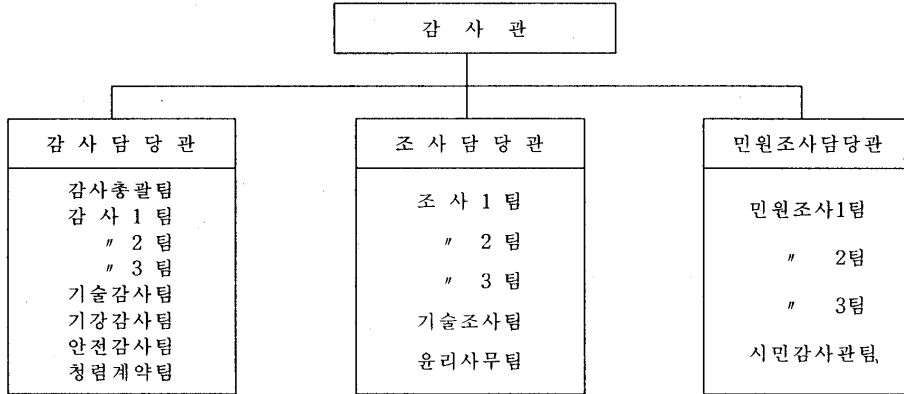 감 사 관
감 사 담 당 관
감사총괄팀
감 사 1 팀
〃 2 팀
〃 3 팀
기술감사팀
기강감사팀
안전감사팀
청렴계약팀
조 사 담 당 관
조 사 1 팀
〃 2 팀
〃 3 팀
기술조사팀
윤리사무팀
민원조사담당관
민원조사1팀
〃 2팀
〃 3팀
시민감사관팀